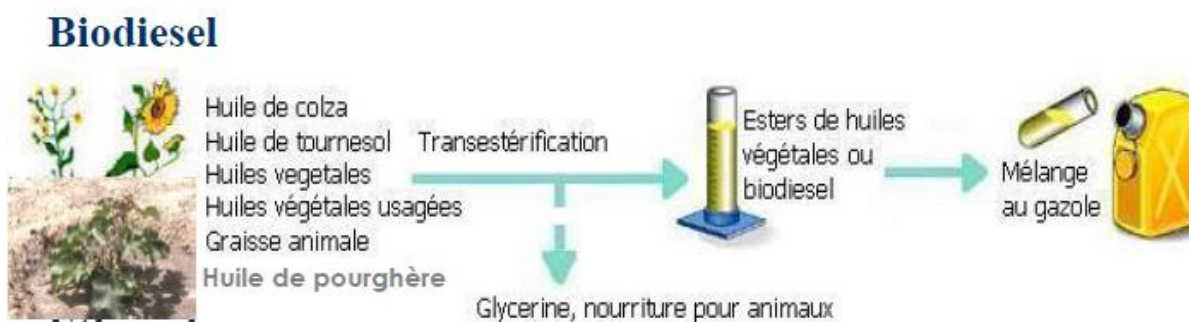 Biodiesel
Huile de colza
Huile de tournesol
Huiles vegetales
Huiles végétales usagées
Graisse animale
Huile de pourghère
Transestérification
Glycerine, nourriture pour animaux
Esters de huiles
végétales ou
biodiesel
Mélange
au gazole